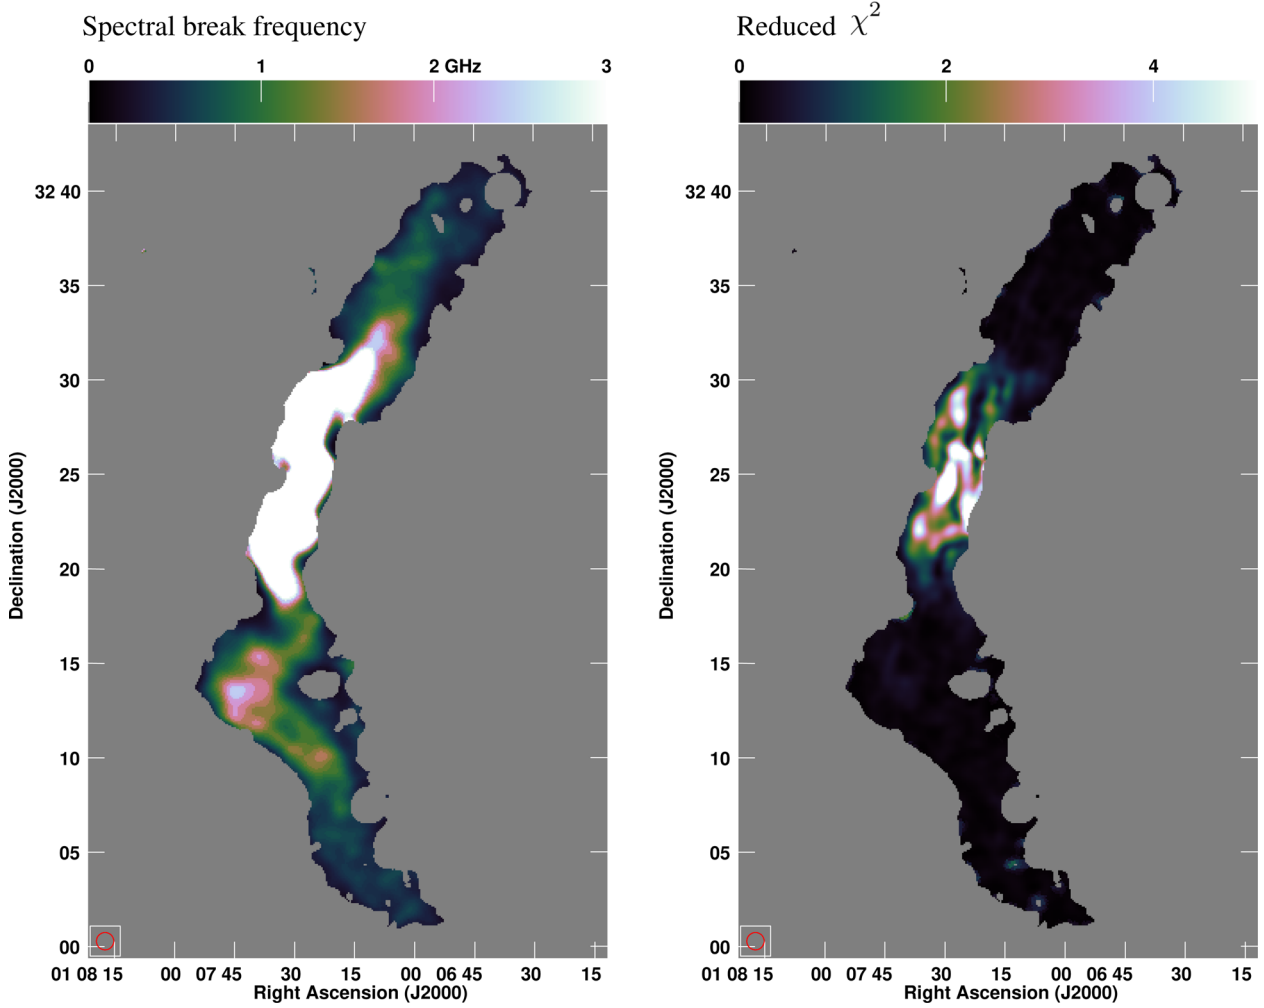 Spectral break frequency
0 1 2 GHz 3
32 40
35
30
25
20
15
10
05
00
Declination (J2000)
01 08 15 00 07 45 30 15 00 06 45 30 15
Right Ascension (J2000)
Reduced χ²
0 2 4
32 40
35
30
25
20
15
10
05
00
Declination (J2000)
01 08 15 00 07 45 30 15 00 06 45 30 15
Right Ascension (J2000)